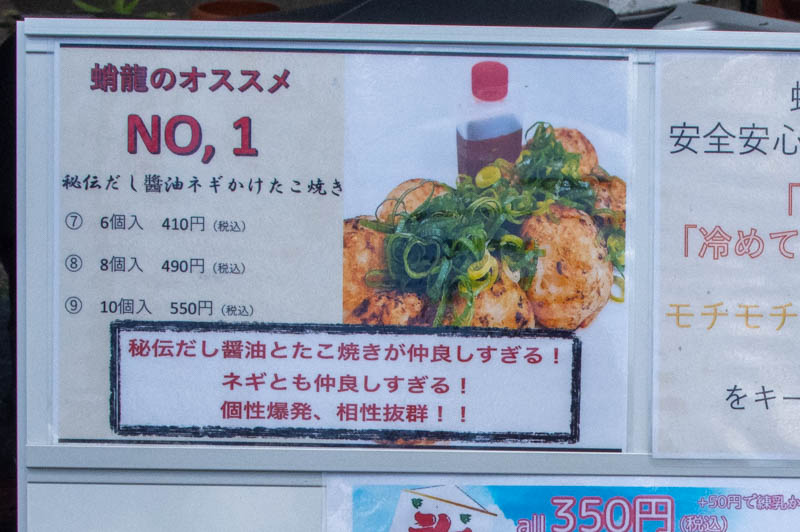 蛸龍のオススメ
NO, 1
秘伝だし醬油ネギかけたこ焼き
⑦ 6個入 410円（税込）
⑧ 8個入 490円（税込）
⑨ 10個入 550円（税込）
秘伝だし醤油とたこ焼きが仲良しすぎる！
ネギとも仲良しすぎる！
個性爆発、相性抜群！！
安全安心
「冷めて
モチモチ
をキー
+50円で練乳か
all 350円（税込）